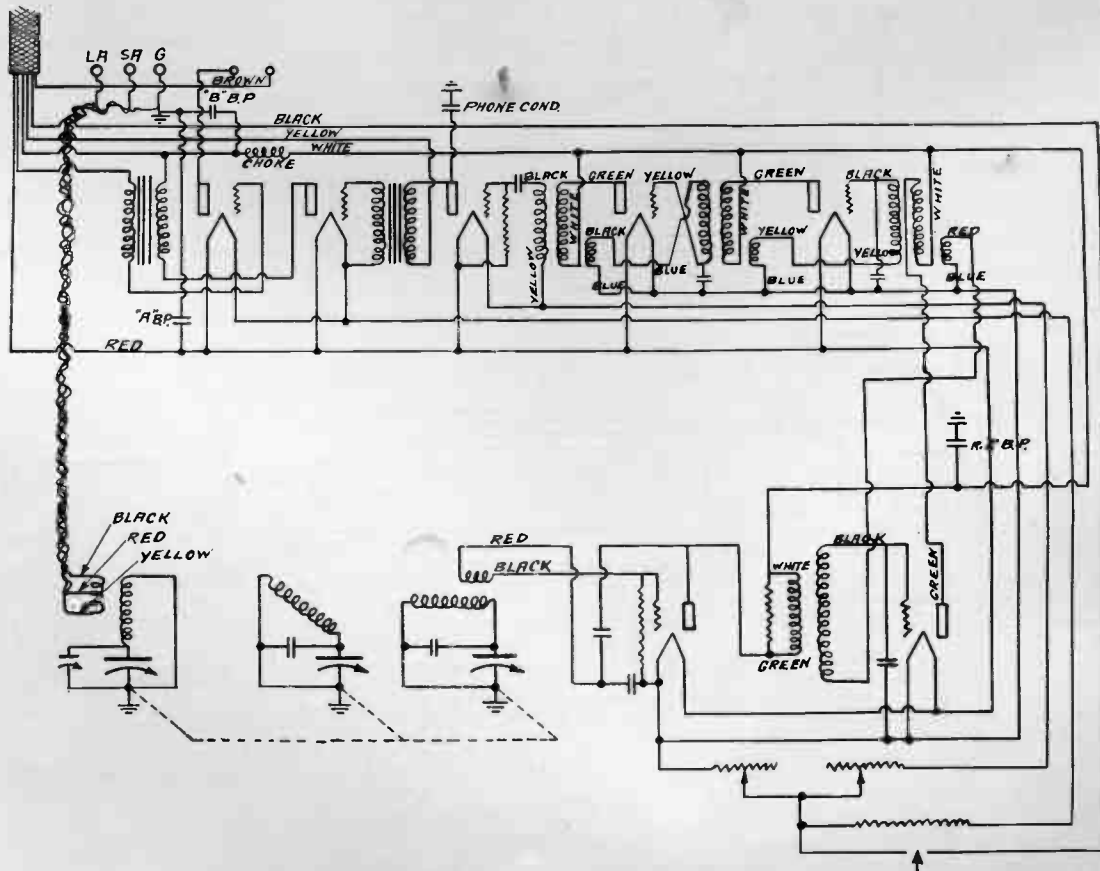 LA SA G
BROWN
"B" B.P
BLACK
YELLOW
WHITE
CHOKE
PHONE COND.
BLACK
GREEN
YELLOW
GREEN
BLACK
WHITE
WHITE
WHITE
BLACK
YELLOW
YELLOW
RED
YELLOW
BLUE
BLUE
BLUE
BLUE
"A" B.P.
RED
B.P.
BLACK
RED
YELLOW
RED
BLACK
WHITE
GREEN
BLACK
GREEN